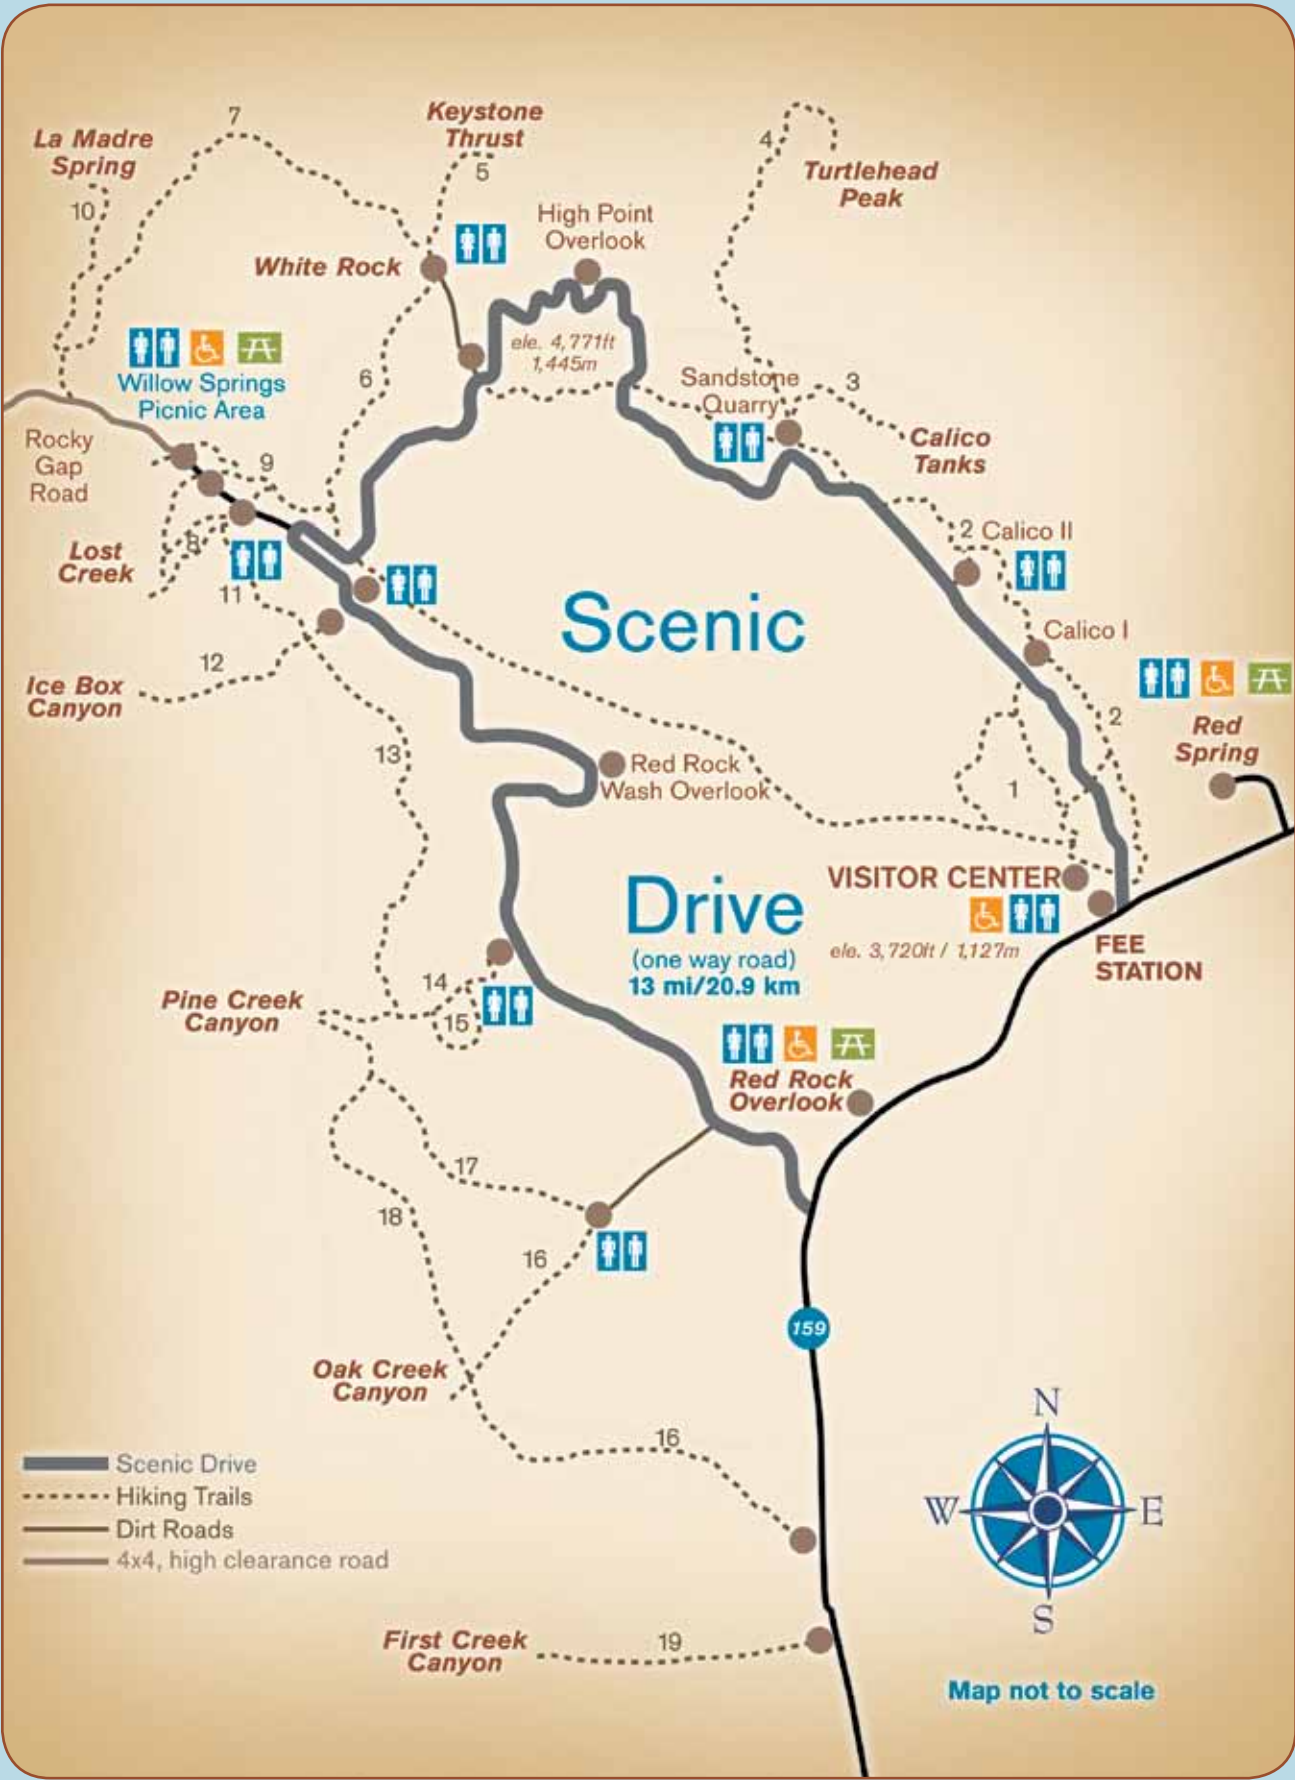 7
Keystone
Thrust
La Madre
Spring
4
5
Turtlehead
Peak
10
High Point
Overlook
White Rock
ele. 4,771ft
1,445m
Willow Springs
Picnic Area
6
Sandstone
Quarry
3
Calico
Tanks
Rocky
Gap
Road
9
2
Calico II
8
Lost
Creek
11
Scenic
Calico I
12
Ice Box
Canyon
2
Red
Spring
13
Red Rock
Wash Overlook
1
VISITOR CENTER
Drive
(one way road)
13 mi/20.9 km
ele. 3,720ft / 1,127m
FEE
STATION
14
Pine Creek
Canyon
15
Red Rock
Overlook
17
18
16
159
Oak Creek
Canyon
N
16
W
E
S
Scenic Drive
Hiking Trails
Dirt Roads
4x4, high clearance road
First Creek
Canyon
19
Map not to scale